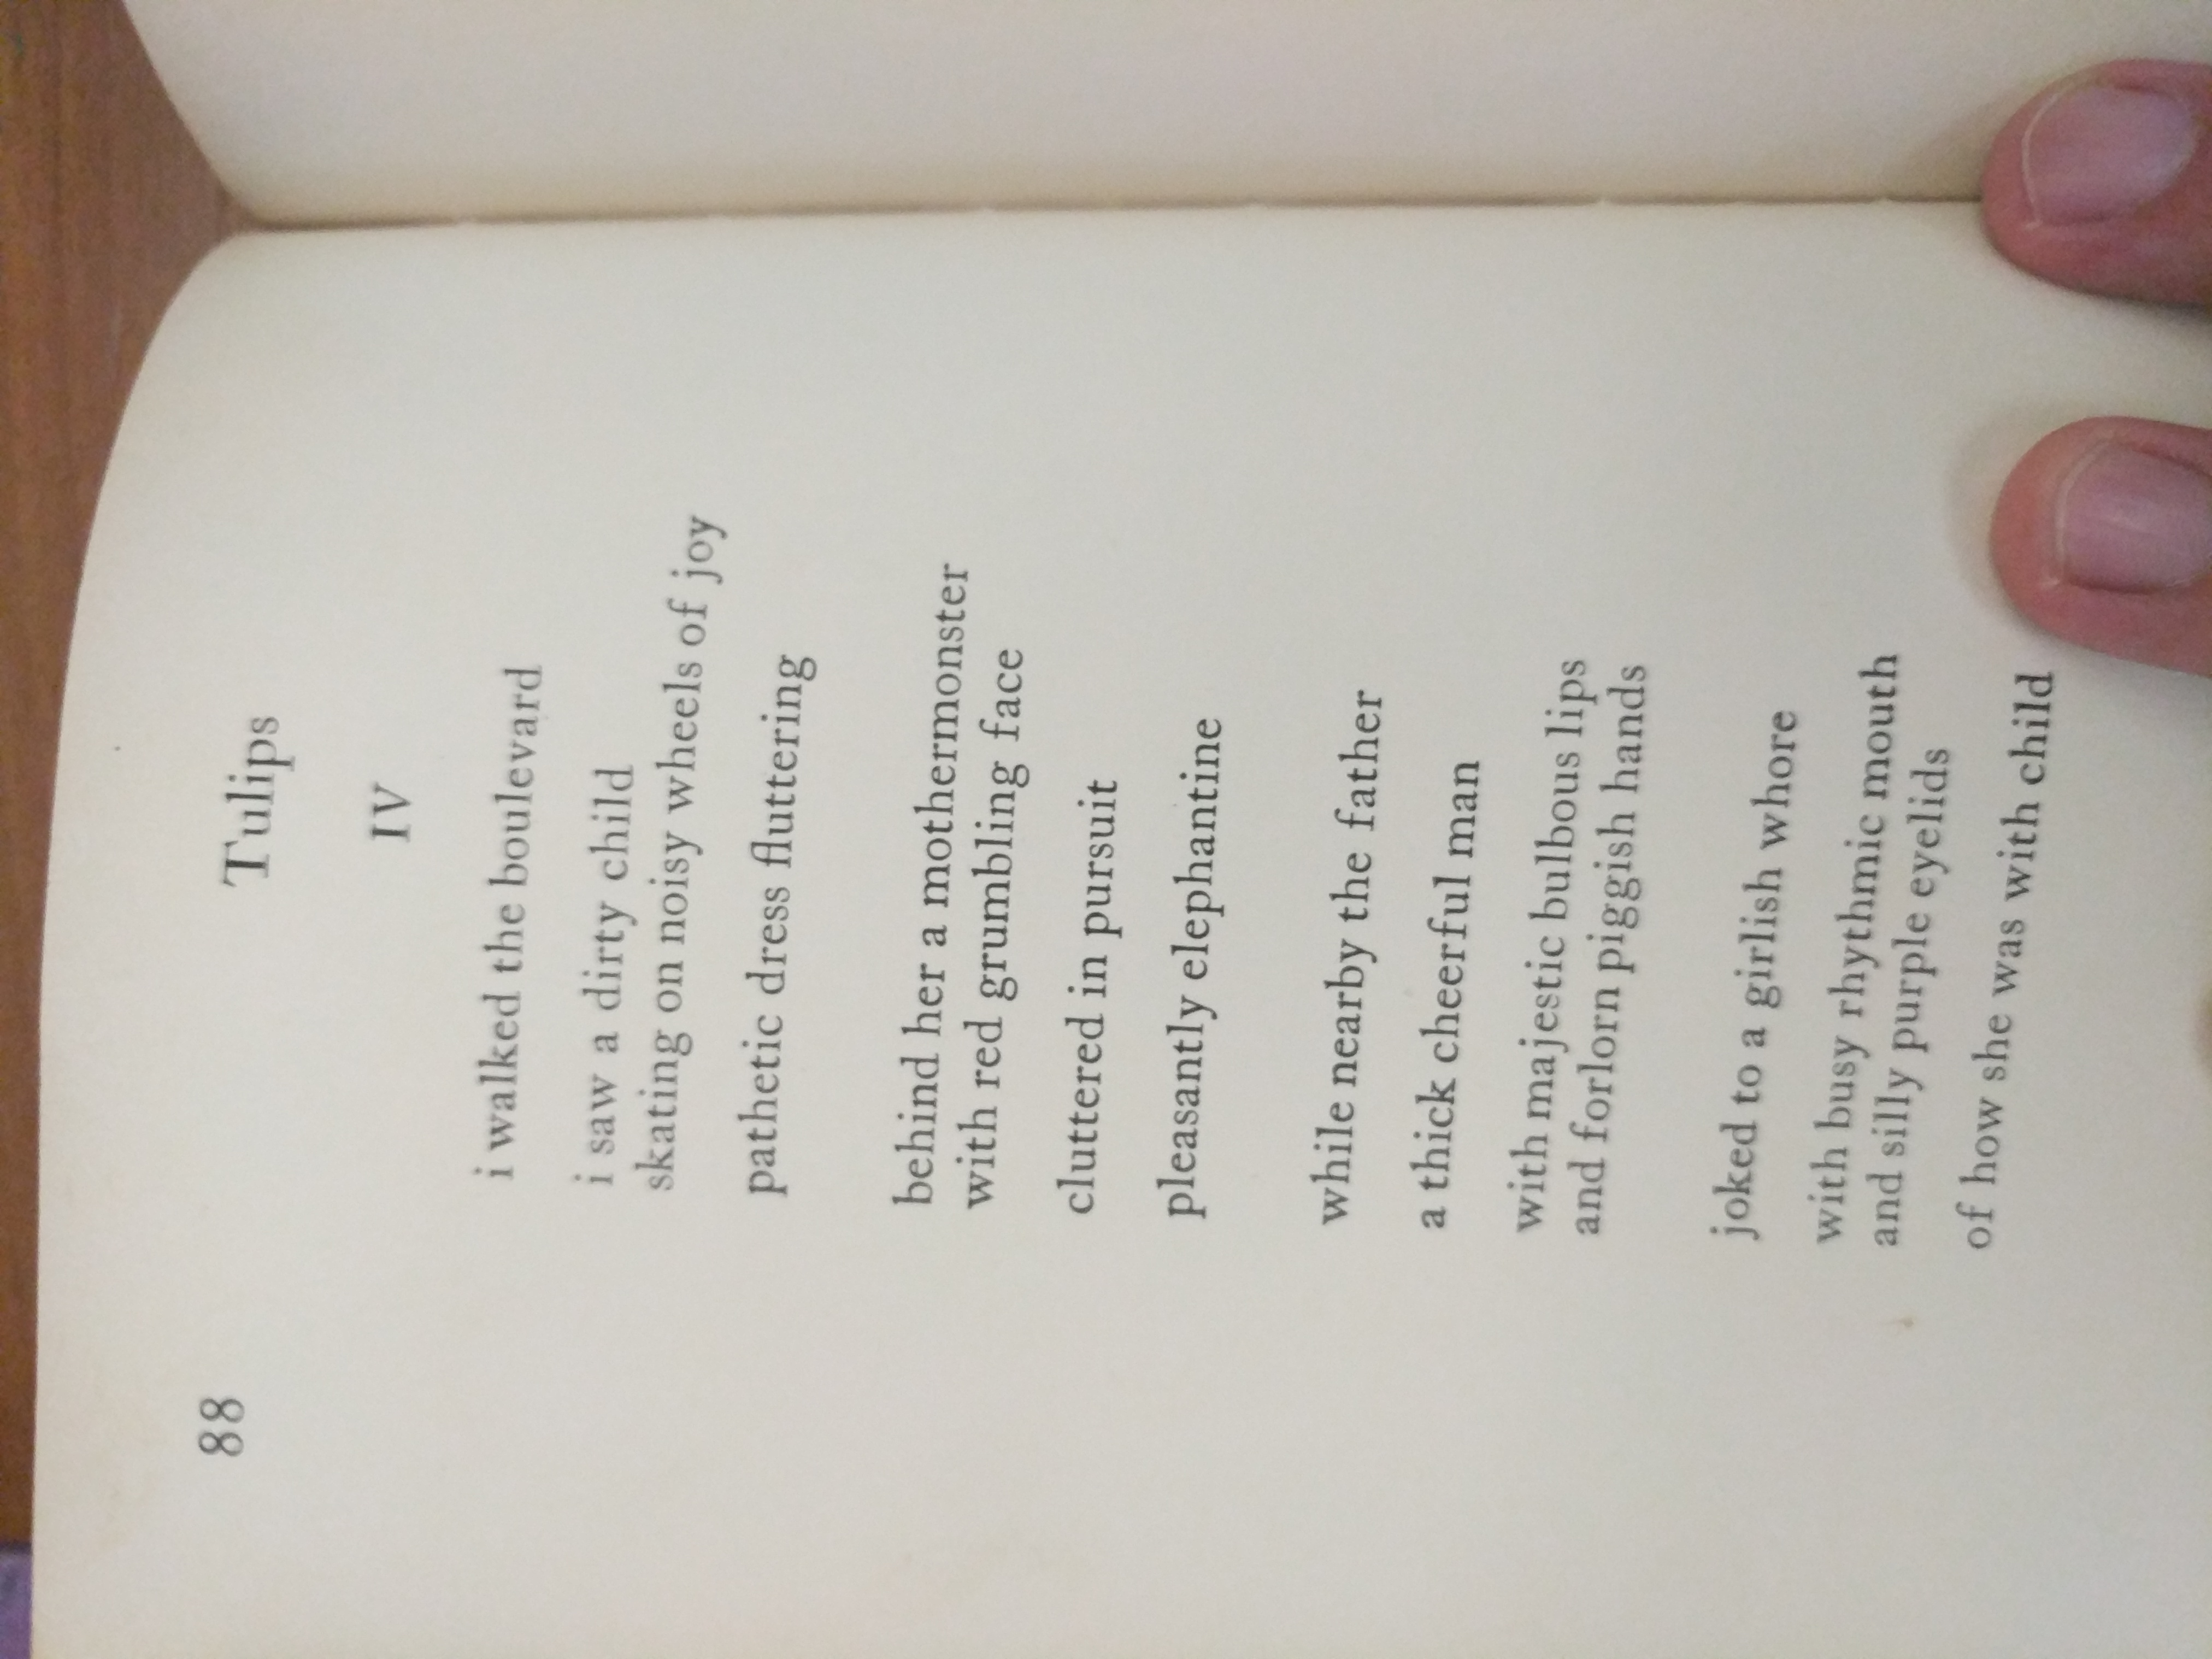 88
Tulips
IV
i walked the boulevard
i saw a dirty child
skating on noisy wheels of joy
pathetic dress fluttering
behind her a mothermonster
with red grumbling face
cluttered in pursuit
pleasantly elephantine
while nearby the father
a thick cheerful man
with majestic bulbous lips
and forlorn piggish hands
joked to a girlish whore
with busy rhythmic mouth
and silly purple eyelids
of how she was with child